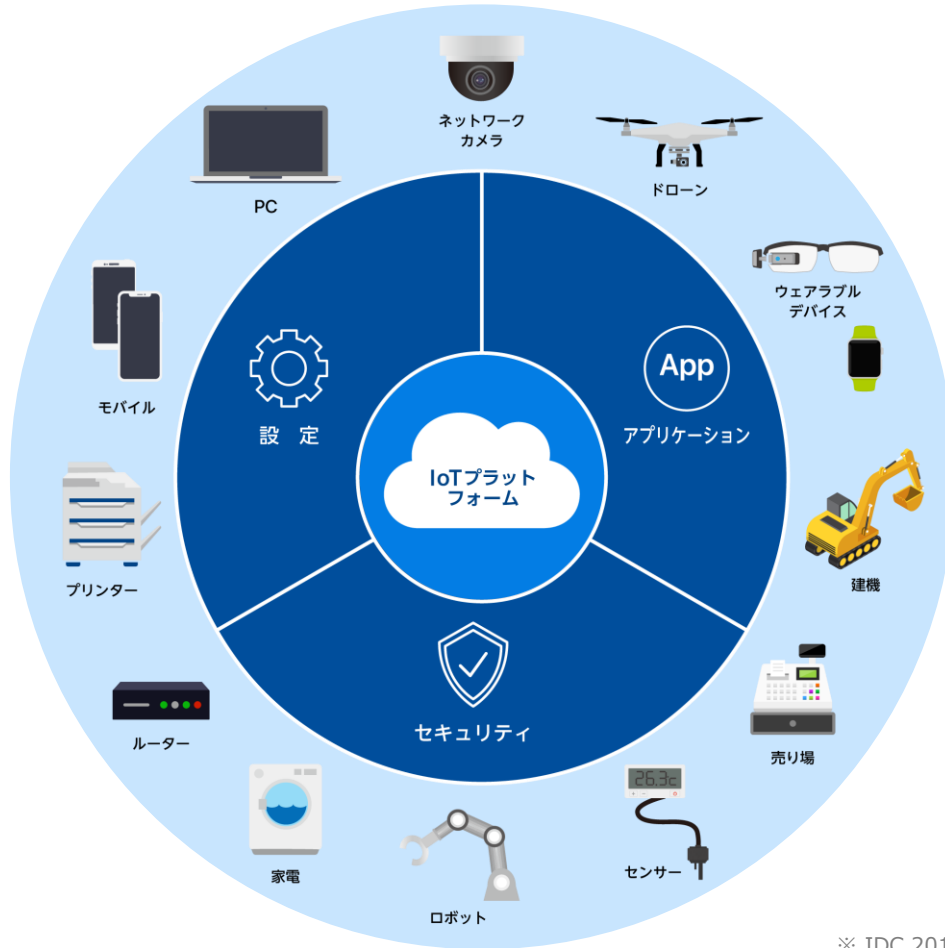 ネットワーク
カメラ
ドローン
PC
ウェアラブル
デバイス
モバイル
設 定
App
アプリケーション
IoTプラット
フォーム
プリンター
建機
セキュリティ
ルーター
売り場
26.3c
センサー
家電
ロボット
※ IDC 201